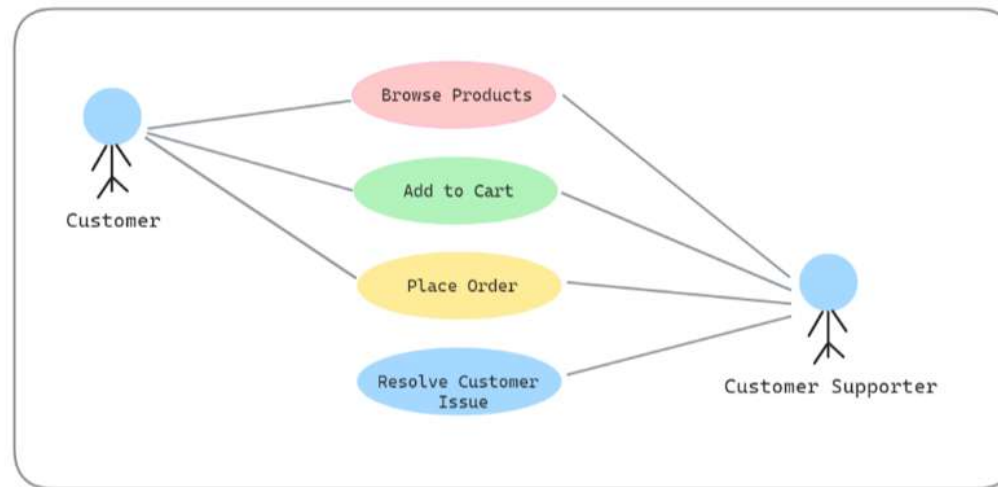 Browse Products
Add to Cart
Customer
Place Order
Resolve Customer
Issue
Customer Supporter